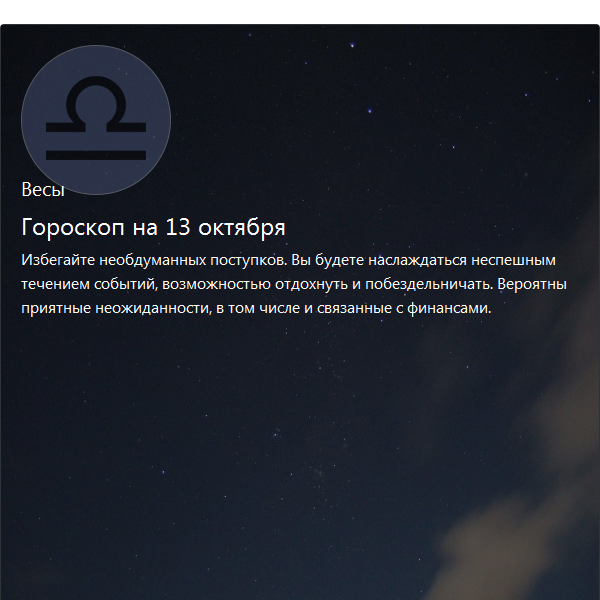 Весы
Гороскоп на 13 октября
Избегайте необдуманных поступков. Вы будете наслаждаться неспешным
течением событий, возможностью отдохнуть и побездельничать. Вероятны
приятные неожиданности, в том числе и связанные с финансами.